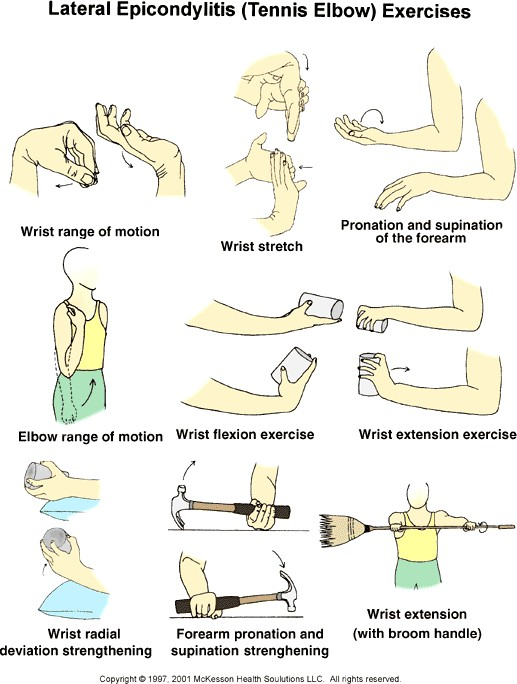 Lateral Epicondylitis (Tennis Elbow) Exercises
Wrist range of motion
Wrist stretch
Pronation and supination
of the forearm
Elbow range of motion
Wrist flexion exercise
Wrist extension exercise
Wrist radial
deviation strengthening
Forearm pronation and
supination strenghening
Wrist extension
(with broom handle)
Copyright © 1997, 2001 McKesson Health Soulutions LLC. All rights reserved.